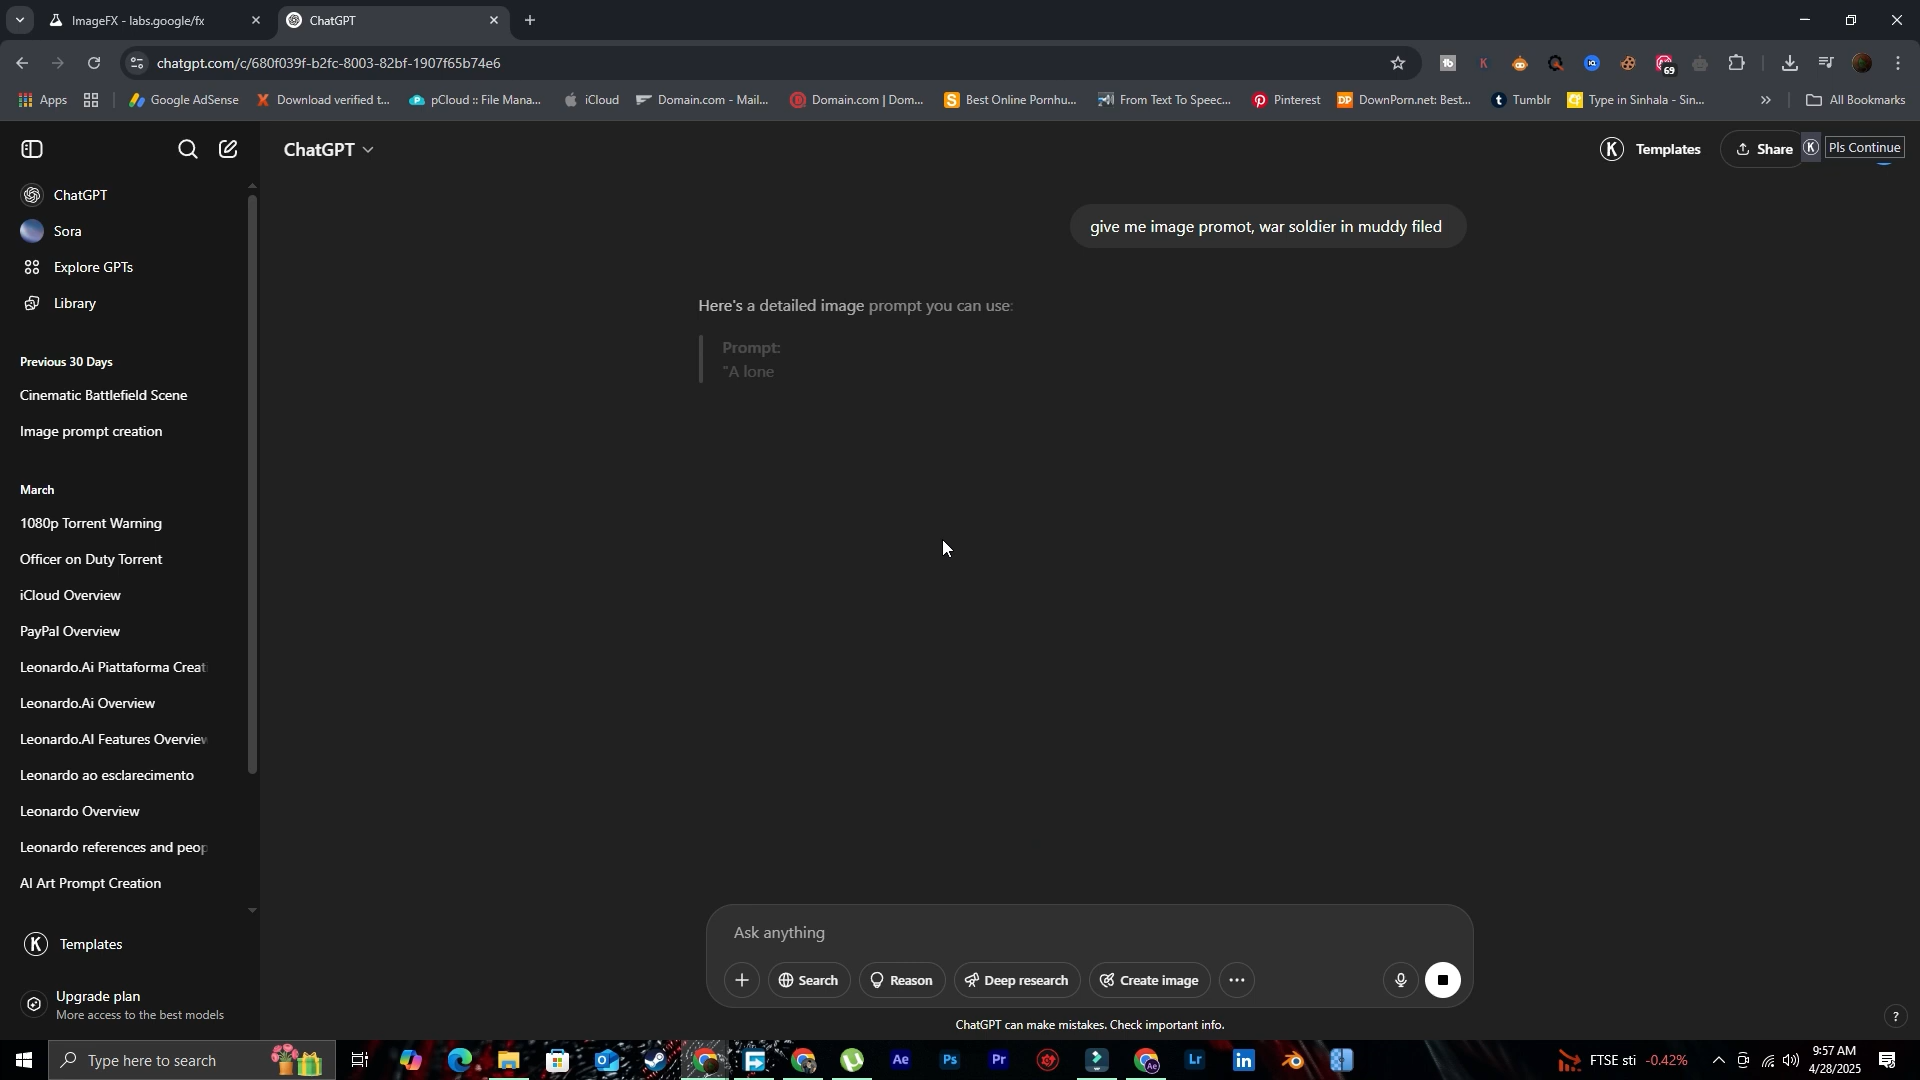 ImageFX - labs.google/fx
ChatGPT
chatgpt.com/c/680f039f-b2fc-8003-82bf-1907f65b74e6
69
Apps
Google AdSense
Download verified t...
pCloud :: File Mana...
iCloud
Domain.com - Mail...
Domain.com | Dom...
Best Online Pornhu...
From Text To Speec...
Pinterest
DownPorn.net: Best...
Tumblr
Type in Sinhala - Sin...
All Bookmarks
ChatGPT
Templates
Share
Pls Continue
ChatGPT
Sora
Explore GPTs
Library
Previous 30 Days
Cinematic Battlefield Scene
Image prompt creation
March
1080p Torrent Warning
Officer on Duty Torrent
iCloud Overview
PayPal Overview
Leonardo.Ai Piattaforma Creat
Leonardo.Ai Overview
Leonardo.AI Features Overview
Leonardo ao esclarecimento
Leonardo Overview
Leonardo references and peop
AI Art Prompt Creation
Templates
Upgrade plan
More access to the best models
give me image promot, war soldier in muddy filed
Here's a detailed image prompt you can use:
Prompt:
"A lone
Ask anything
Search
Reason
Deep research
Create image
ChatGPT can make mistakes. Check important info.
?
Type here to search
Ae
Ps
Pr
Lr
in
FTSE sti -0.42%
9:57 AM
4/28/2025